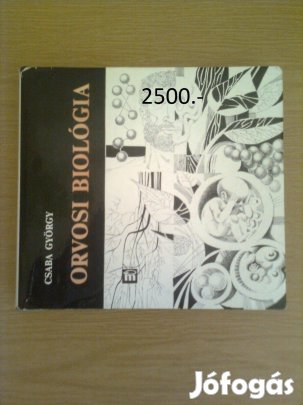 2500.-
CSABA GYÖRGY
ORVOSI BIOLÓGIA
Jófogás